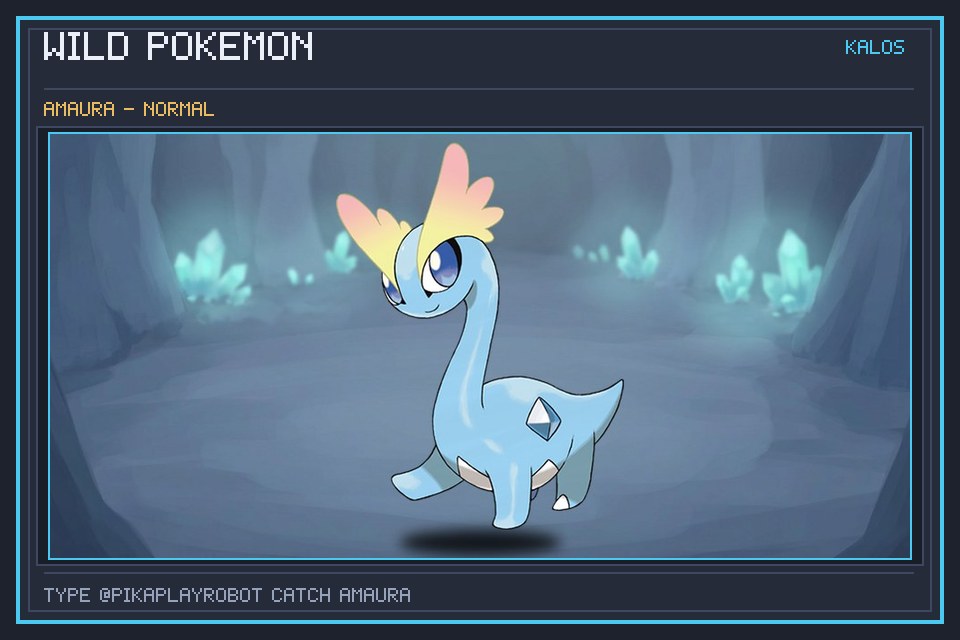 WILD POKEMON
KALOS
AMAURA - NORMAL
TYPE @PIKAPLAYROBOT CATCH AMAURA